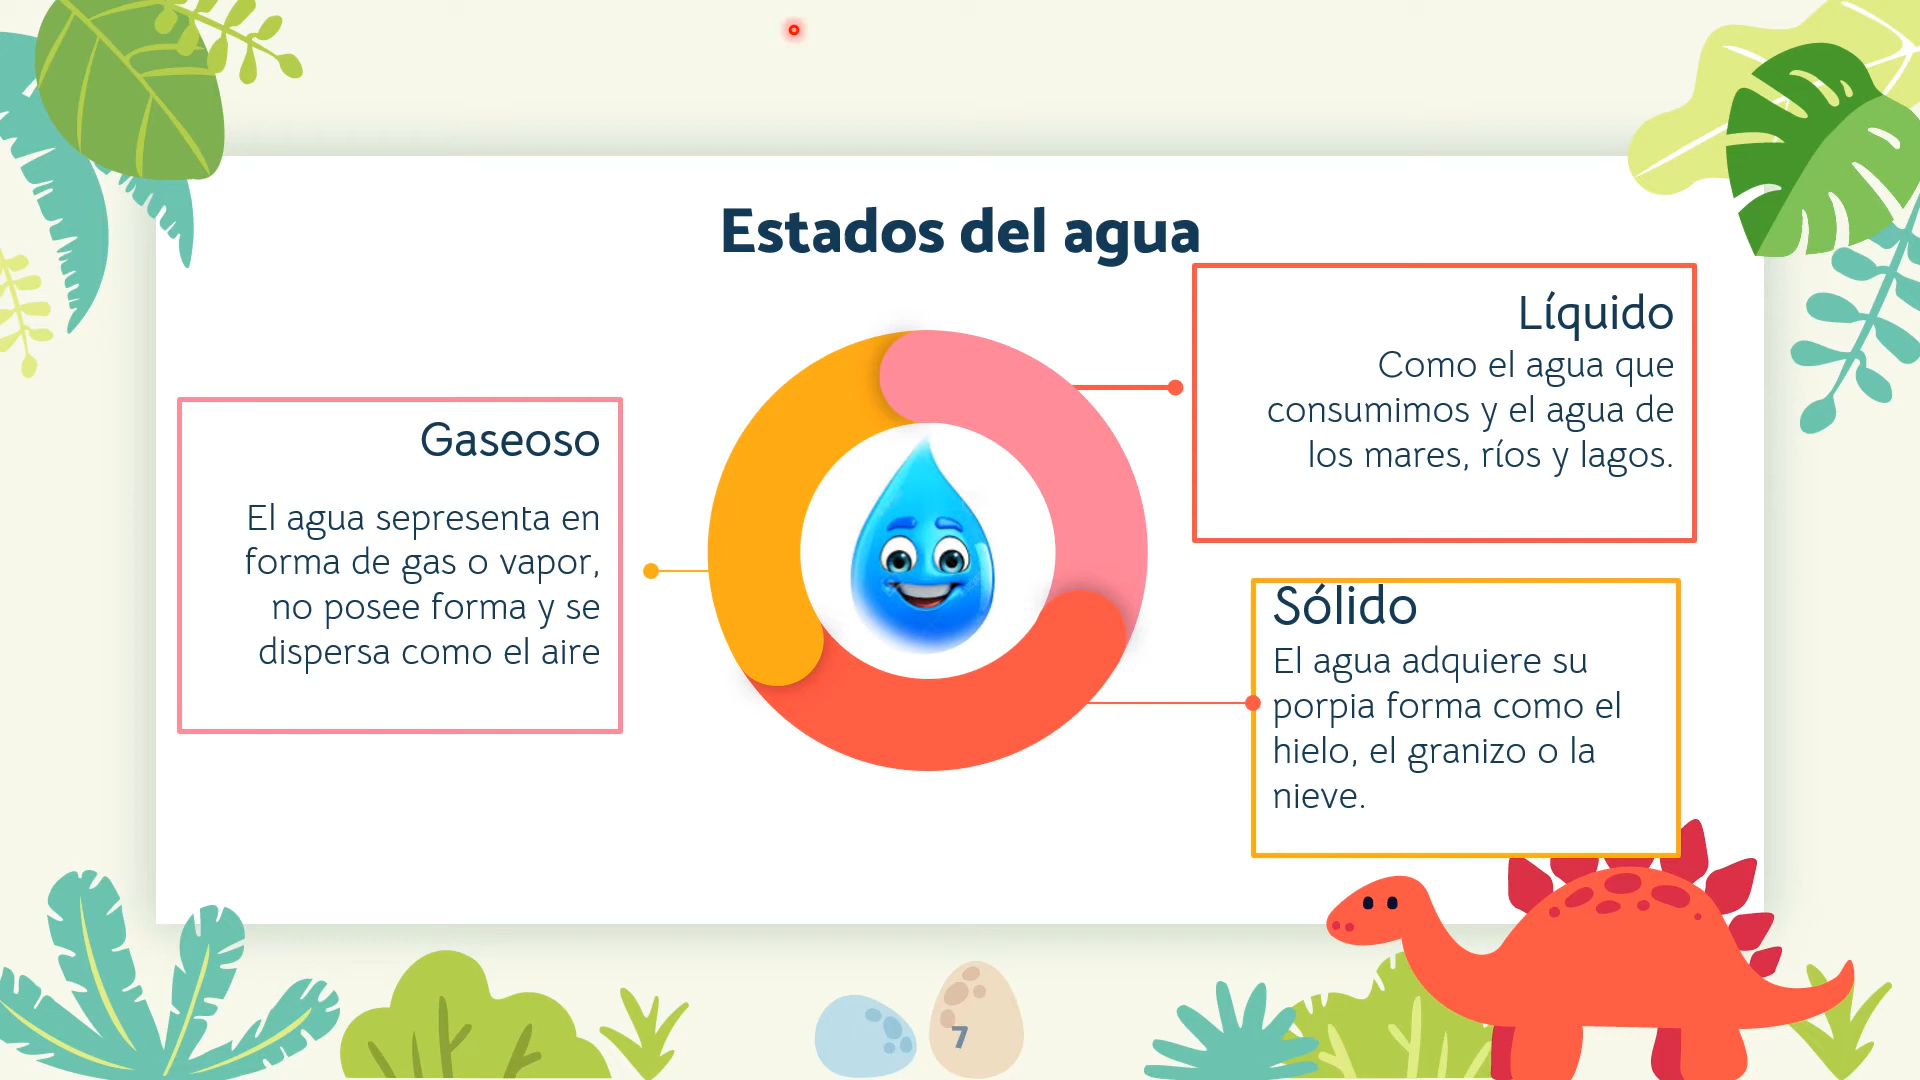 Estados del agua
Líquido
Como el agua que
consumimos y el agua de
los mares, ríos y lagos.
Gaseoso
El agua sepresenta en
forma de gas o vapor,
no posee forma y se
dispersa como el aire
Sólido
El agua adquiere su
porpia forma como el
hielo, el granizo o la
nieve.
7